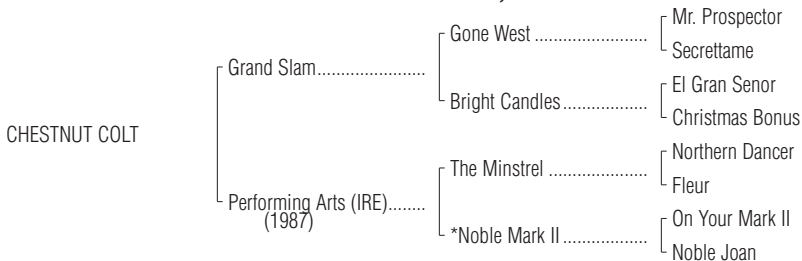 Mr. Prospector
Gone West ........................
Secrettame
Grand Slam.......................
El Gran Senor
Bright Candles..................
Christmas Bonus
CHESTNUT COLT
Northern Dancer
The Minstrel .....................
Fleur
Performing Arts (IRE)........
(1987)
On Your Mark II
*Noble Mark II..................
Noble Joan